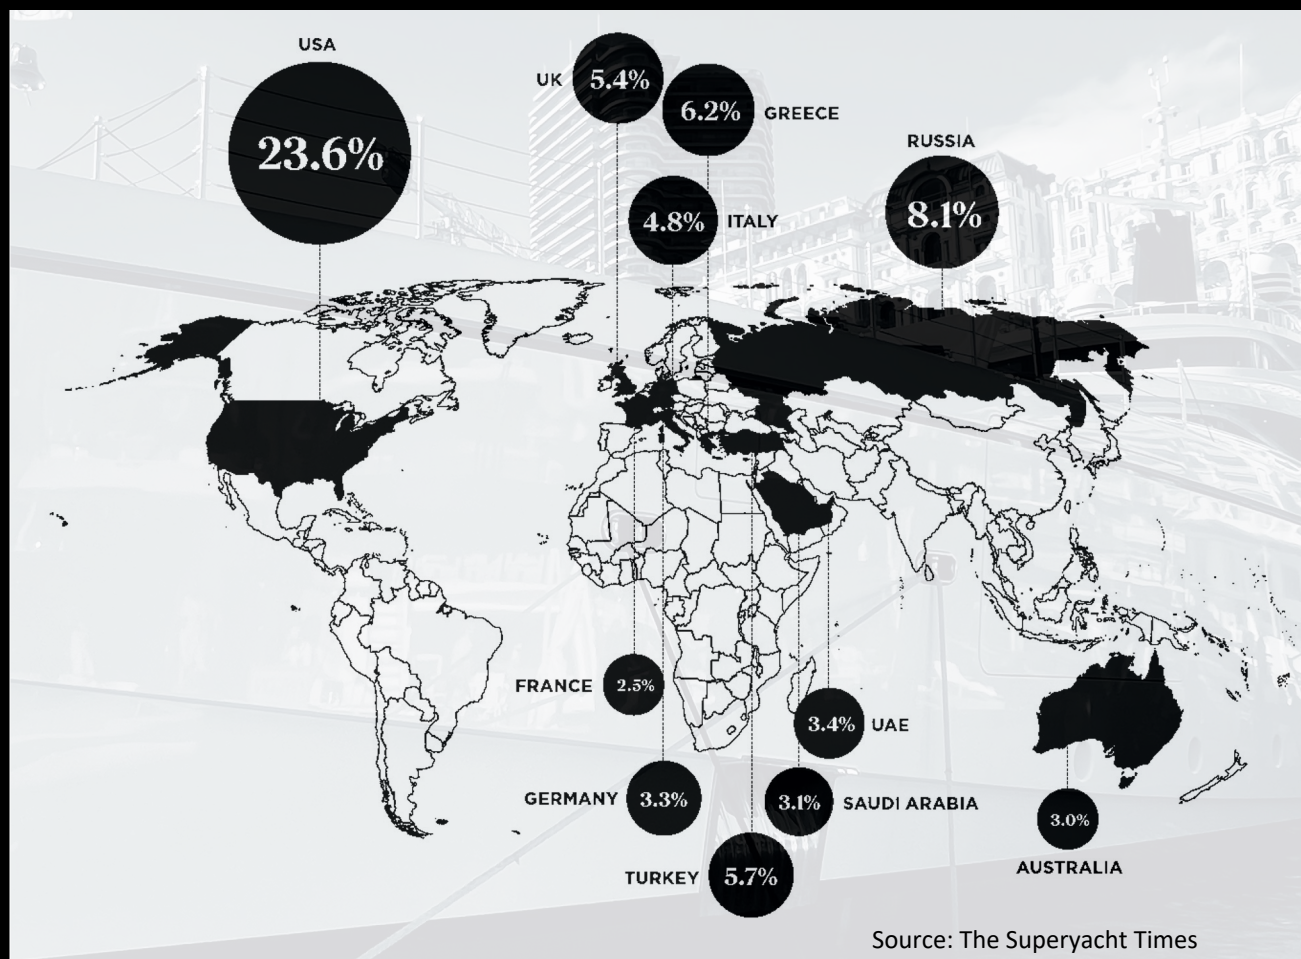 USA
23.6%
UK
5.4%
6.2%
GREECE
4.8%
ITALY
RUSSIA
8.1%
FRANCE
2.5%
3.4%
UAE
GERMANY
3.3%
3.1%
SAUDI ARABIA
TURKEY
5.7%
3.0%
AUSTRALIA
Source: The Superyacht Times